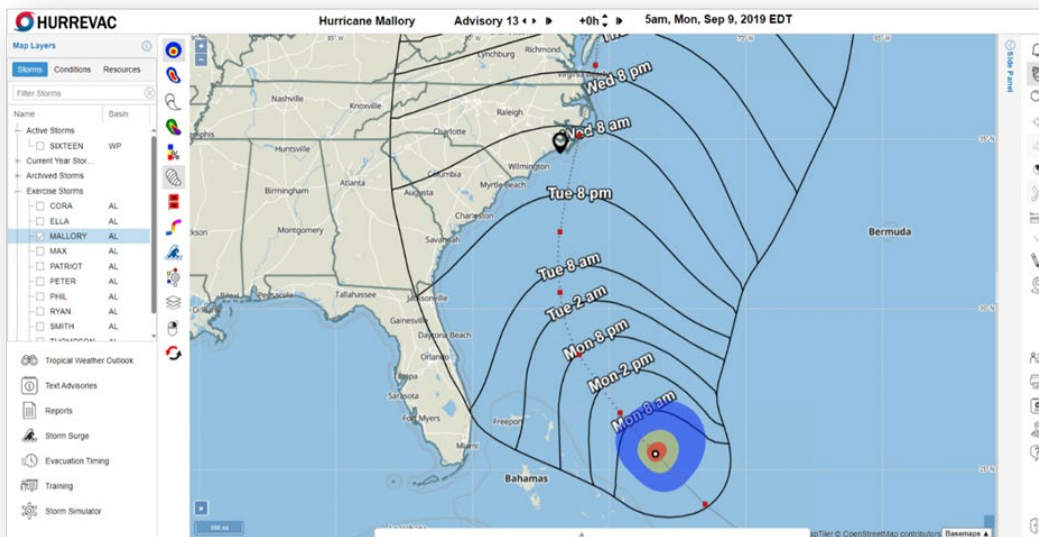 HURREVAC
Hurricane Mallory Advisory 13 +0h 5am, Mon, Sep 9, 2019 EDT
Map Layers
Storms Conditions Resources
Filter Storms
Name Basin
Active Storms
SIXTEEN WP
Current Year Stor...
Archived Storms
Exercise Storms
CORA AL
ELLA AL
MALLORY AL
MAX AL
PATRIOT AL
PETER AL
PHIL AL
RYAN AL
SMITH AL
Tropical Weather Outlook
Text Advisories
Reports
Storm Surge
Evacuation Timing
Training
Storm Simulator
Side Panel
Lynchburg
Richmond
Virginia Beach
Wed 8 pm
Nashville
Knoxville
Raleigh
Charlotte
Wed 8 am
Huntsville
Wilmington
Columbia
Myrtle Beach
Atlanta
Birmingham
Augusta
Charleston
Tue 8 pm
Montgomery
Savannah
Bermuda
Tue 8 am
Tallahassee
Jacksonville
Tue 2 am
Gainesville
Daytona Beach
Mon 8 pm
Orlando
Mon 2 pm
Tampa
Sarasota
Mon 8 am
Fort Myers
Freeport
Miami
Bahamas
100 mi
MapTiler © OpenStreetMap contributors Basemaps